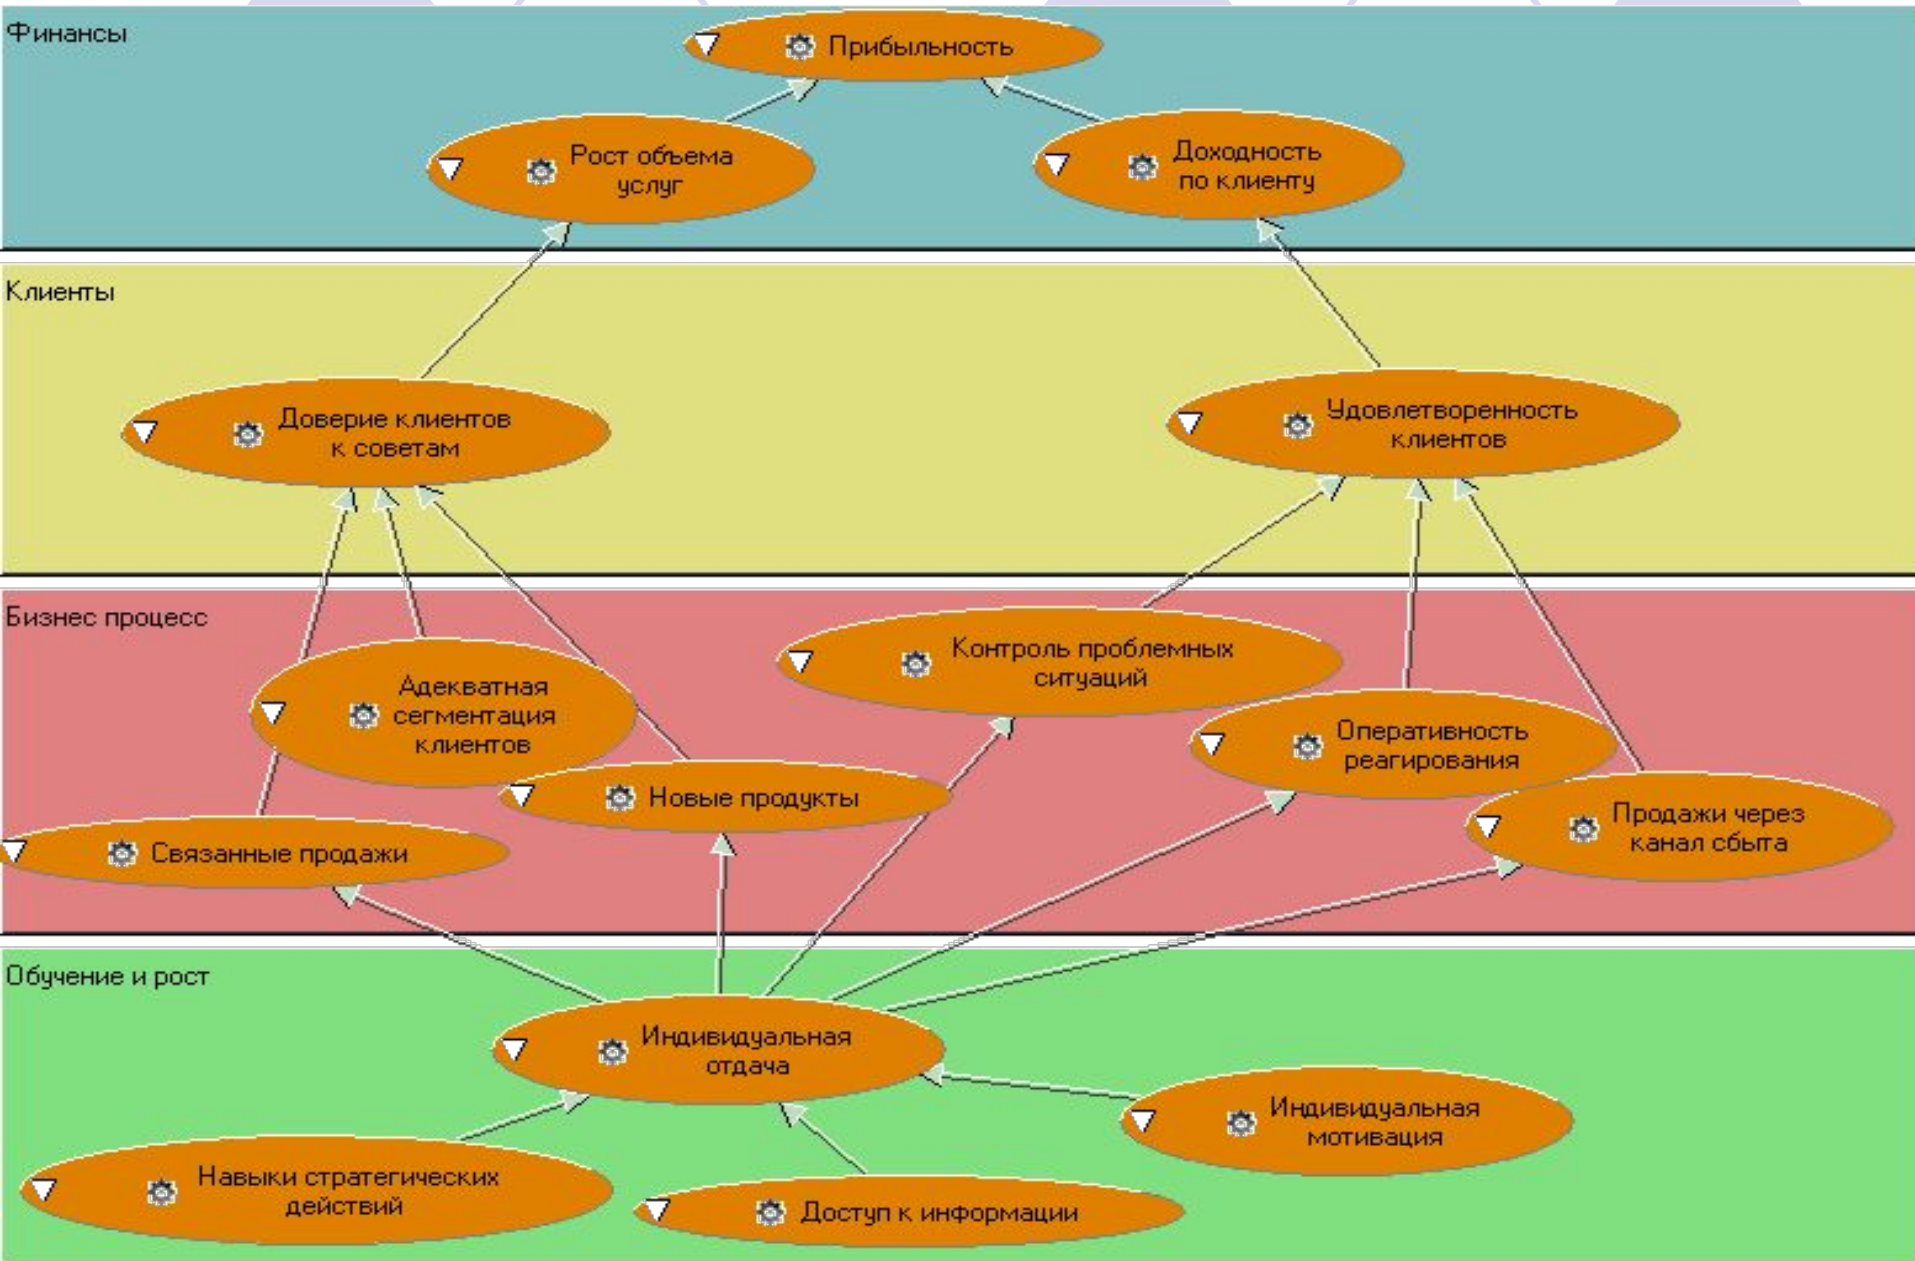 Финансы
Прибыльность
Рост объема
услуг
Доходность
по клиенту
Клиенты
Доверие клиентов
к советам
Удовлетворенность
клиентов
Бизнес процесс
Адекватная
сегментация
клиентов
Контроль проблемных
ситуаций
Оперативность
реагирования
Новые продукты
Продажи через
канал сбыта
Связанные продажи
Обучение и рост
Индивидуальная
отдача
Индивидуальная
мотивация
Навыки стратегических
действий
Доступ к информации